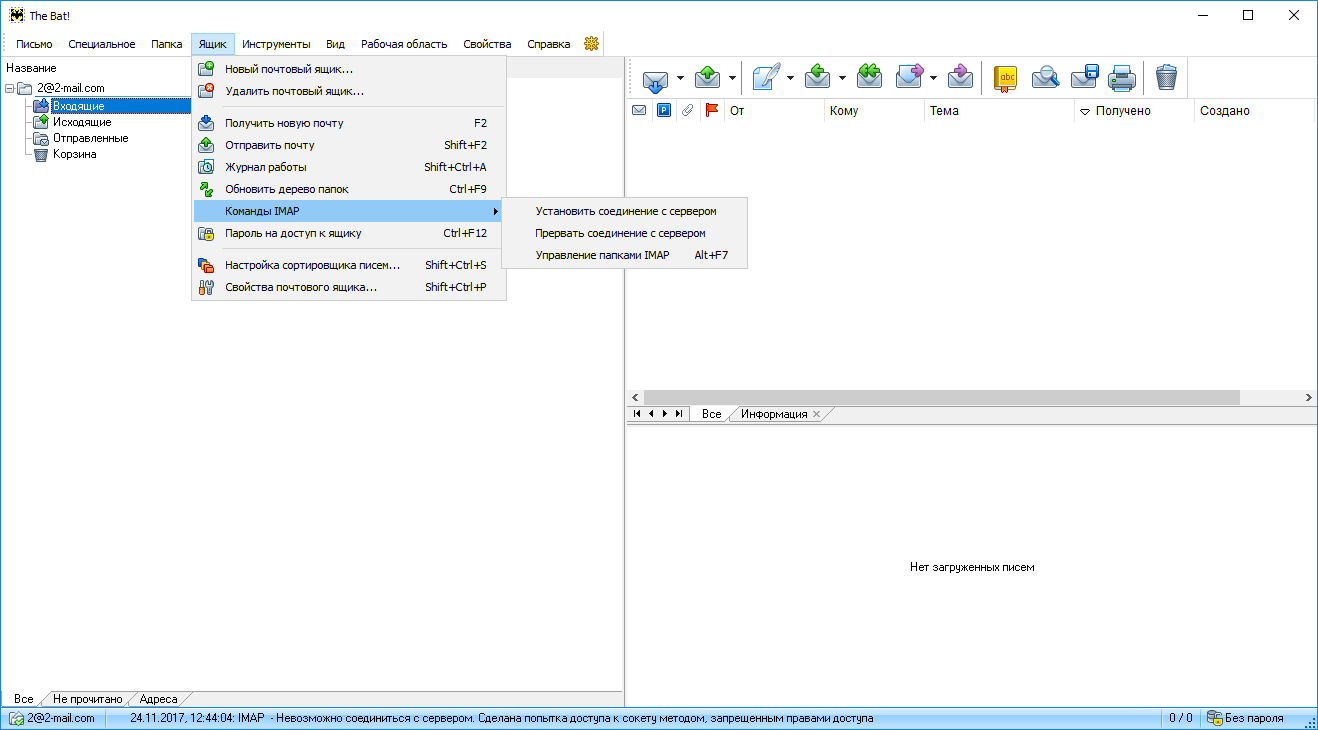 The Bat!
Письмо Специальное Папка Ящик Инструменты Вид Рабочая область Свойства Справка
Название
2@2-mail.com
Входящие
Исходящие
Отправленные
Корзина
Новый почтовый ящик...
Удалить почтовый ящик...
Получить новую почту F2
Отправить почту Shift+F2
Журнал работы Shift+Ctrl+A
Обновить дерево папок Ctrl+F9
Команды IMAP
Пароль на доступ к ящику Ctrl+F12
Настройка сортировщика писем... Shift+Ctrl+S
Свойства почтового ящика... Shift+Ctrl+P
Установить соединение с сервером
Прервать соединение с сервером
Управление папками IMAP Alt+F7
abc
P От Кому Тема Получено Создано
Все Информация
Нет загруженных писем
Все Не прочитано Адреса
2@2-mail.com 24.11.2017, 12:44:04: IMAP - Невозможно соединиться с сервером. Сделана попытка доступа к сокету методом, запрещенным правами доступа 0 / 0 Без пароля